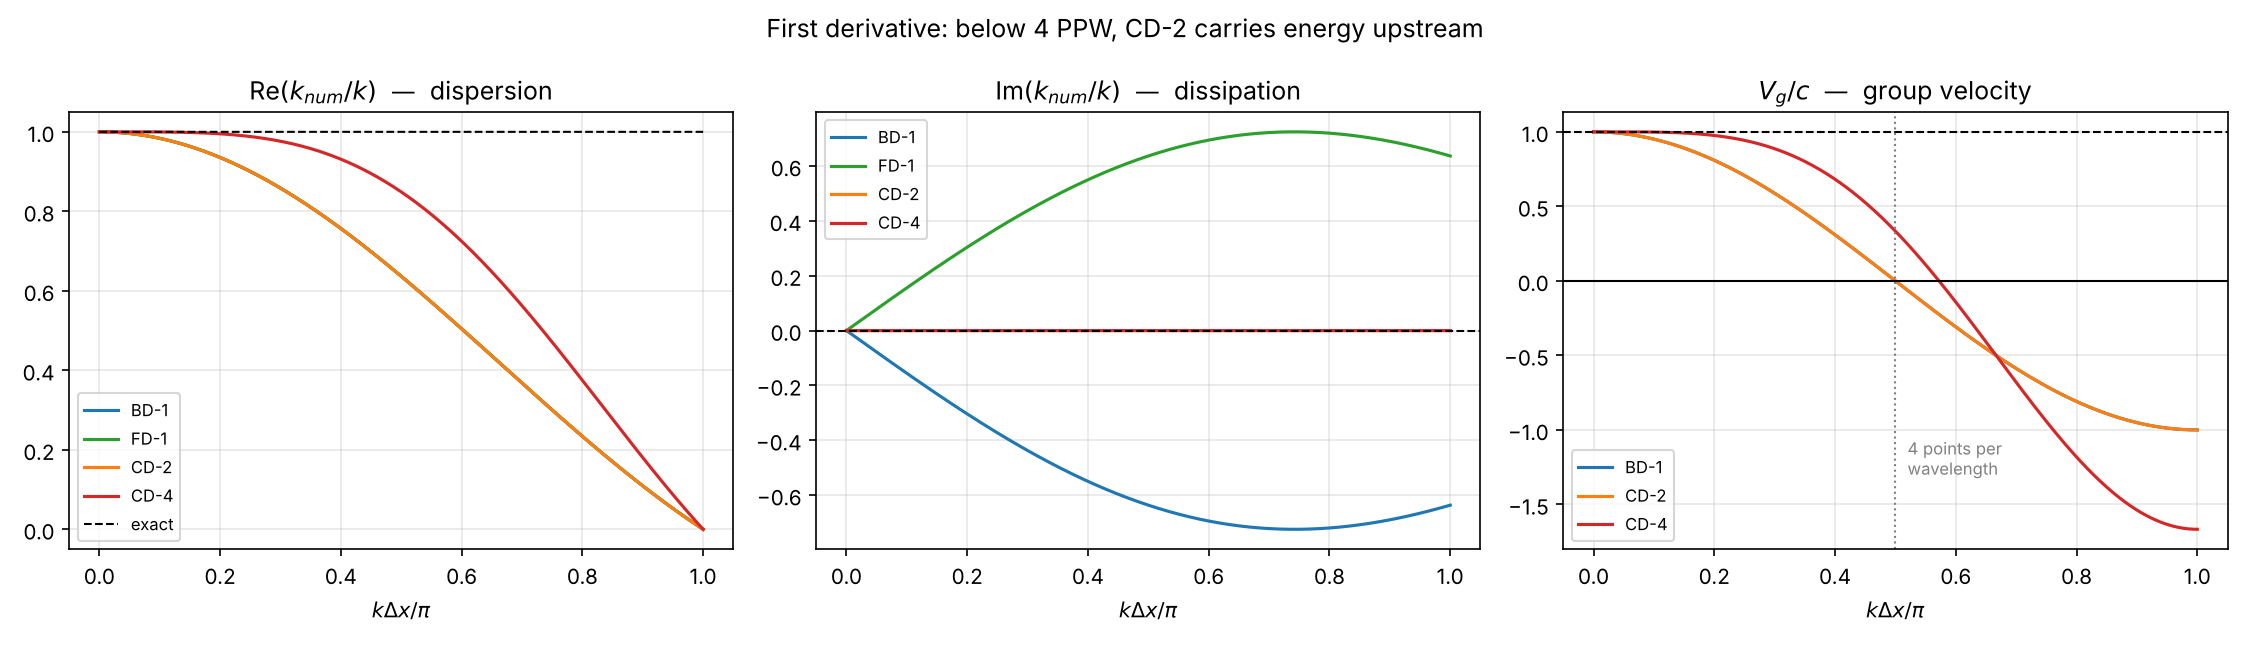 First derivative: below 4 PPW, CD-2 carries energy upstream
Re(k_num/k) — dispersion
1.0
0.8
0.6
0.4
0.2
0.0
BD-1
FD-1
CD-2
CD-4
exact
0.0 0.2 0.4 0.6 0.8 1.0
kΔx/π
Im(k_num/k) — dissipation
0.6
0.4
0.2
0.0
−0.2
−0.4
−0.6
BD-1
FD-1
CD-2
CD-4
0.0 0.2 0.4 0.6 0.8 1.0
kΔx/π
V_g/c — group velocity
1.0
0.5
0.0
−0.5
−1.0
−1.5
4 points per
wavelength
BD-1
CD-2
CD-4
0.0 0.2 0.4 0.6 0.8 1.0
kΔx/π